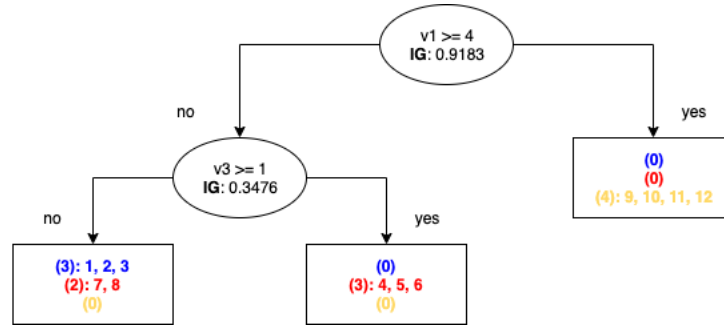 v1 >= 4
IG: 0.9183
no
yes
v3 >= 1
IG: 0.3476
(0)
(0)
(4): 9, 10, 11, 12
no
yes
(3): 1, 2, 3
(2): 7, 8
(0)
(0)
(3): 4, 5, 6
(0)